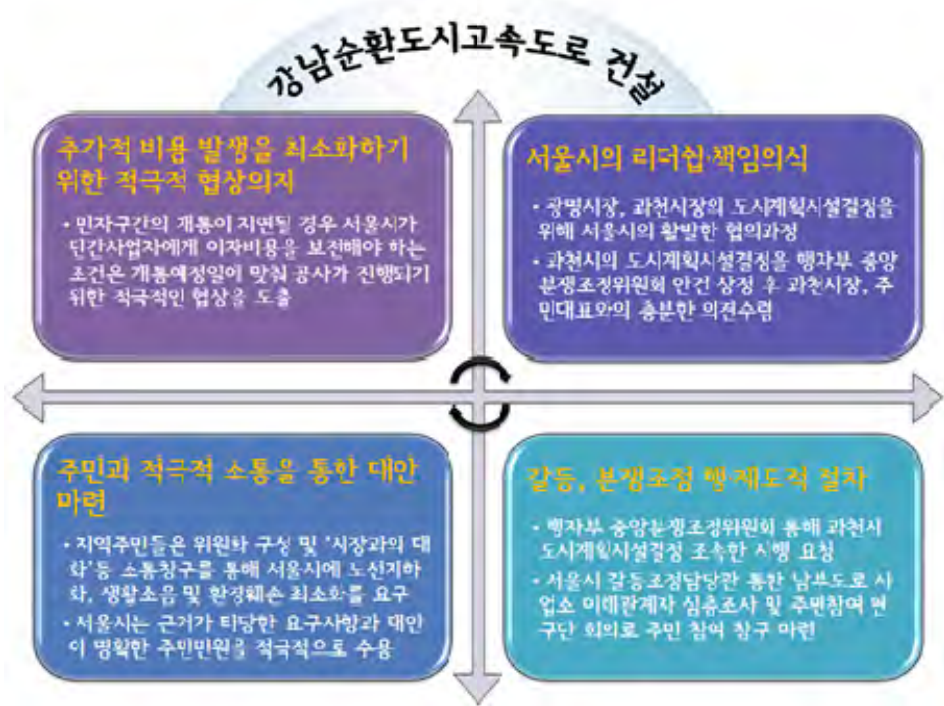 강남순환도시고속도로 건설
추가적 비용 발생을 최소화하기
위한 적극적 협상의지
• 민자구간의 개통이 지연될 경우 서울시가
민간사업자에게 이자비용을 보전해야 하는
조건은 개통예정일이 맞춰 공사가 진행되기
위한 적극적인 협상을 도출
서울시의 리더쉽·책임의식
• 광명시장, 과천시장의 도시계획시설결정을
위해 서울시의 활발한 협의과정
• 과천시의 도시계획시설결정을 행자부 중앙
분쟁조정위원회 안건 상정 후 과천시장, 주
민대표와의 충분한 의견수렴
주민과 적극적 소통을 통한 대안
마련
• 지역주민들은 위원회 구성 및 '시장과의 대
화'등 소통창구를 통해 서울시에 노선지하
화, 생활소음 및 환경훼손 최소화를 요구
• 서울시는 근거가 타당한 요구사항과 대안
이 명확한 주민민원을 적극적으로 수용
갈등, 분쟁조정 행·제도적 절차
• 행자부 중앙분쟁조정위원회 통해 과천시
도시계획시설결정 조속한 시행 요청
• 서울시 갈등조정담당관 통한 남부도로 사
업소 이해관계자 심층조사 및 주민참여 연
구단 회의로 주민 참여 창구 마련